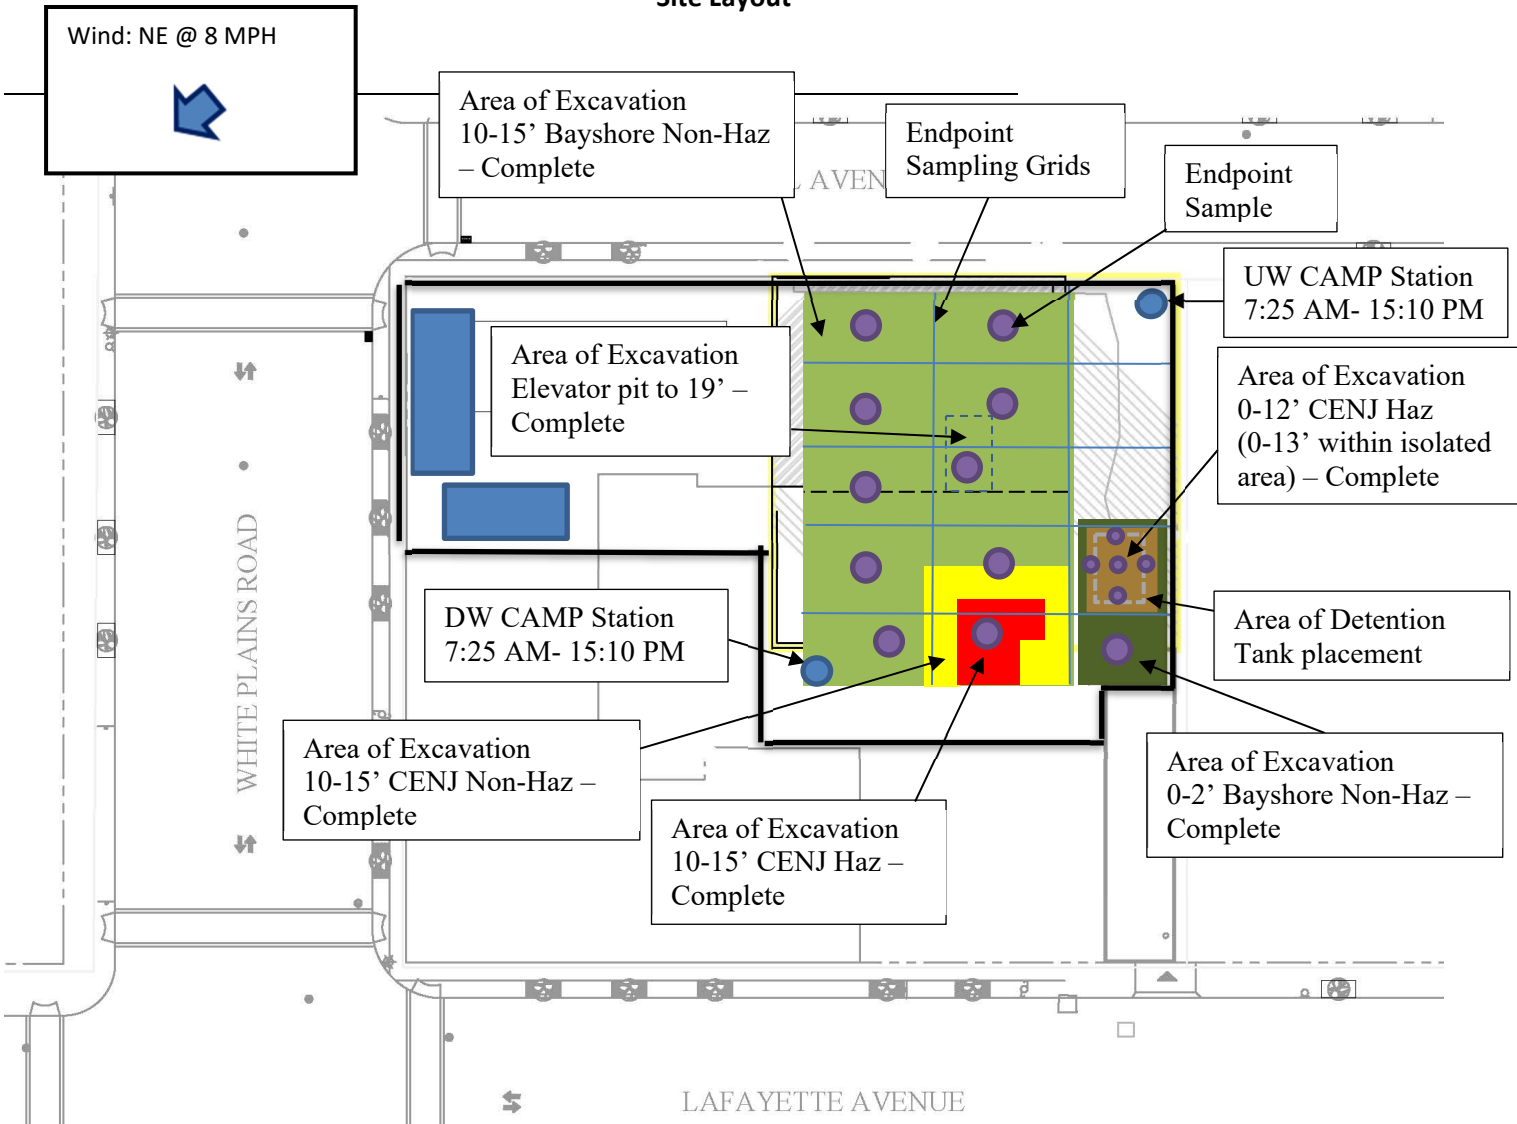 Site Layout
Wind: NE @ 8 MPH
Area of Excavation
10-15’ Bayshore Non-Haz
– Complete
Endpoint
Sampling Grids
Endpoint
Sample
UW CAMP Station
7:25 AM- 15:10 PM
Area of Excavation
Elevator pit to 19’ –
Complete
Area of Excavation
0-12’ CENJ Haz
(0-13’ within isolated
area) – Complete
DW CAMP Station
7:25 AM- 15:10 PM
Area of Detention
Tank placement
WHITE PLAINS ROAD
Area of Excavation
10-15’ CENJ Non-Haz –
Complete
Area of Excavation
10-15’ CENJ Haz –
Complete
Area of Excavation
0-2’ Bayshore Non-Haz –
Complete
LAFAYETTE AVENUE